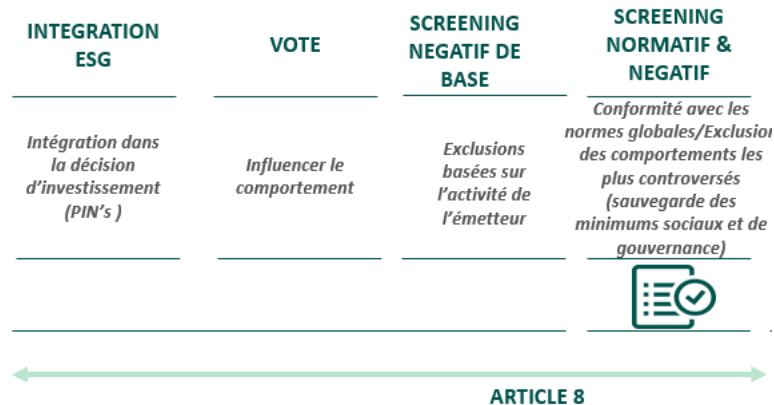 INTEGRATION
ESG
VOTE
SCREENING
NEGATIF DE
BASE
SCREENING
NORMATIF &
NEGATIF
Intégration dans
la décision
d'investissement
(PIN's )
Influencer le
comportement
Exclusions
basées sur
l'activité de
l'émetteur
Conformité avec les
normes globales/Exclusion
des comportements les
plus controversés
(sauvegarde des
minimums sociaux et de
gouvernance)
ARTICLE 8